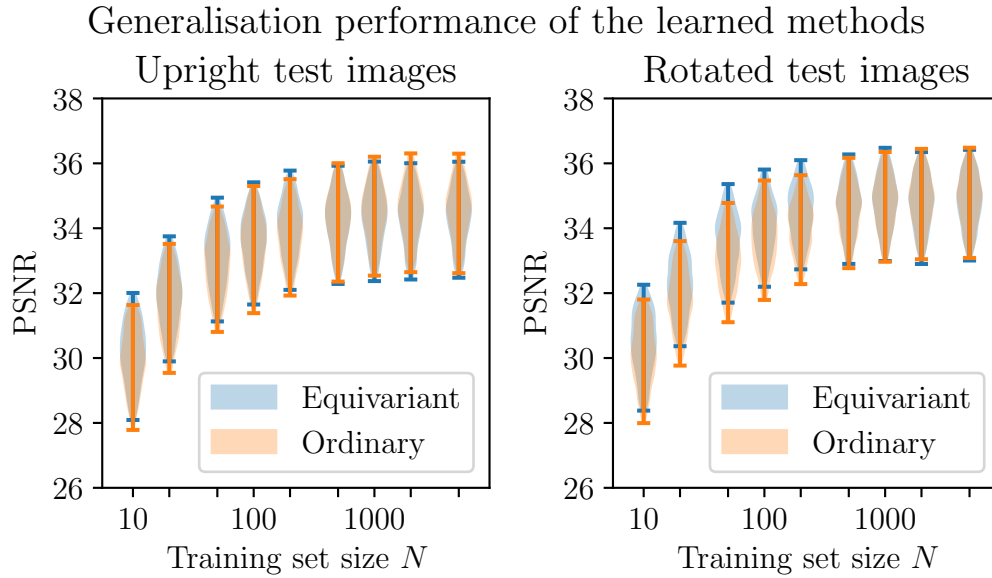 Generalisation performance of the learned methods
Upright test images
38
36
34
32
30
28
26
PSNR
10
100
1000
Training set size N
Equivariant
Ordinary
Rotated test images
38
36
34
32
30
28
26
PSNR
10
100
1000
Training set size N
Equivariant
Ordinary